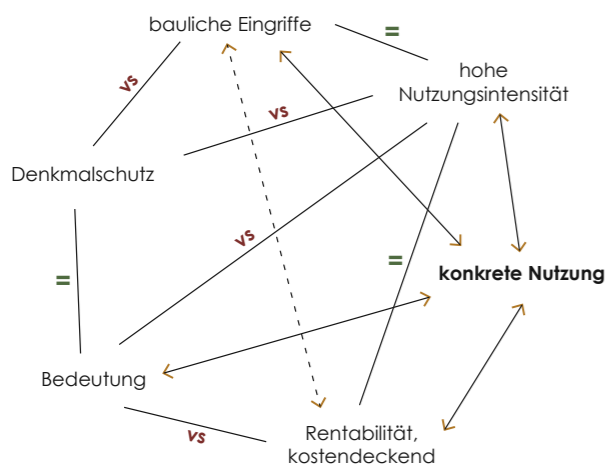 bauliche Eingriffe
=
vs
hohe
Nutzungsintensität
vs
Denkmalschutz
vs
=
=
konkrete Nutzung
Bedeutung
vs
Rentabilität,
kostendeckend